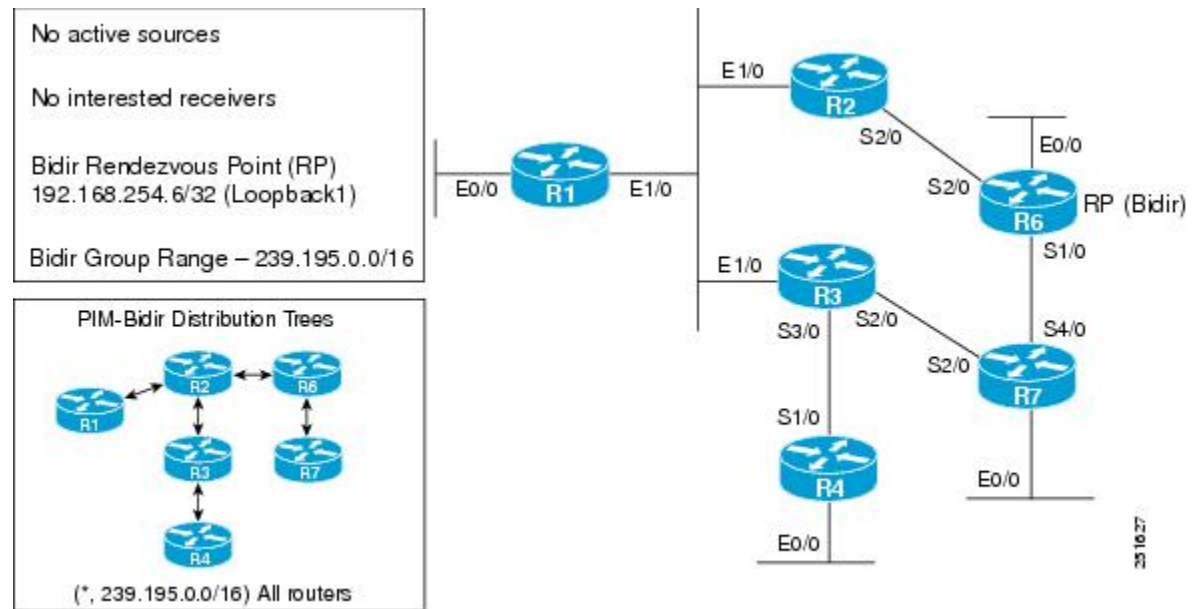 No active sources
No interested receivers
Bidir Rendezvous Point (RP)
192.168.254.6/32 (Loopback1)
Bidir Group Range – 239.195.0.0/16
PIM-Bidir Distribution Trees
R1
R2
R6
R3
R7
R4
(*, 239.195.0.0/16) All routers
E0/0
R1
E1/0
E1/0
R2
S2/0
E0/0
S2/0
R6
RP (Bidir)
S1/0
E1/0
R3
S3/0
S2/0
S4/0
S2/0
R7
S1/0
R4
E0/0
E0/0